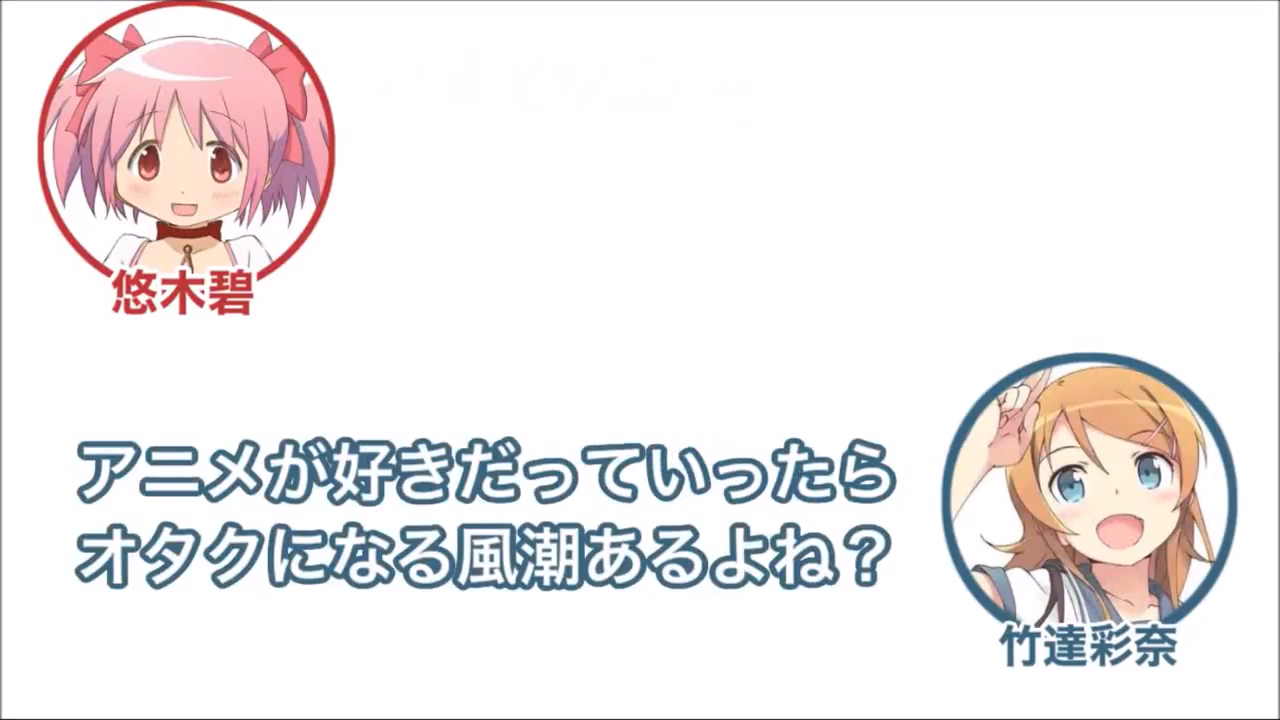 悠木碧
アニメが好きだっていったら
オタクになる風潮あるよね？
竹達彩奈